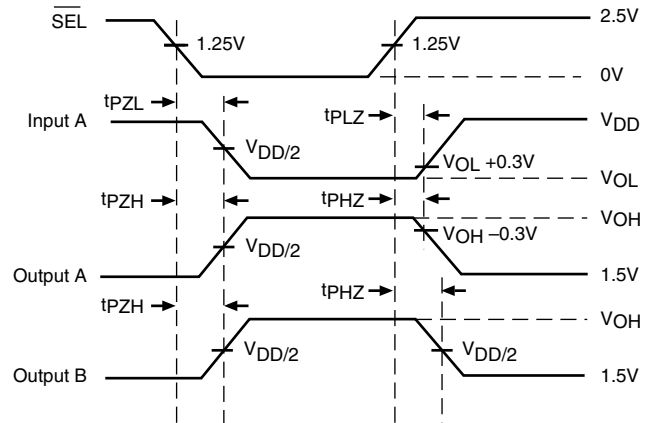 SEL 2.5V
1.25V 1.25V
0V
tPZL tPLZ
Input A VDD
VDD/2 VOL +0.3V
VOL
tPZH tPHZ VOH
VDD/2 VOH –0.3V
Output A 1.5V
tPZH tPHZ
VOH
VDD/2 VDD/2
Output B 1.5V